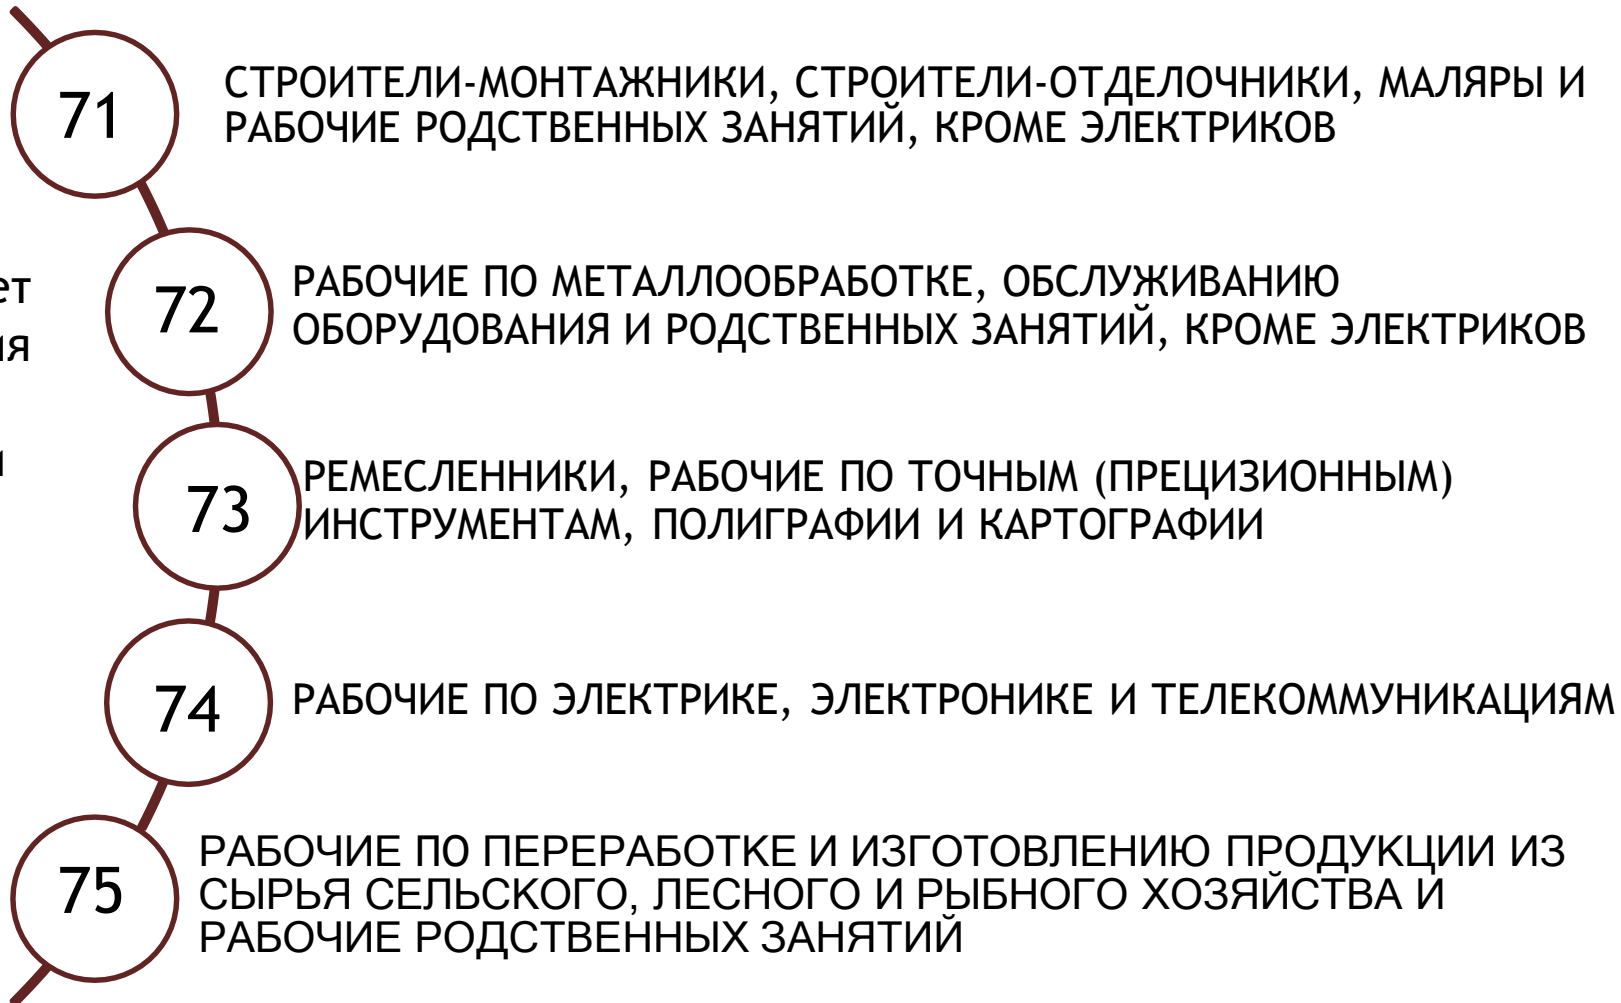 71
СТРОИТЕЛИ-МОНТАЖНИКИ, СТРОИТЕЛИ-ОТДЕЛОЧНИКИ, МАЛЯРЫ И
РАБОЧИЕ РОДСТВЕННЫХ ЗАНЯТИЙ, КРОМЕ ЭЛЕКТРИКОВ
72
РАБОЧИЕ ПО МЕТАЛЛООБРАБОТКЕ, ОБСЛУЖИВАНИЮ
ОБОРУДОВАНИЯ И РОДСТВЕННЫХ ЗАНЯТИЙ, КРОМЕ ЭЛЕКТРИКОВ
73
РЕМЕСЛЕННИКИ, РАБОЧИЕ ПО ТОЧНЫМ (ПРЕЦИЗИОННЫМ)
ИНСТРУМЕНТАМ, ПОЛИГРАФИИ И КАРТОГРАФИИ
74
РАБОЧИЕ ПО ЭЛЕКТРИКЕ, ЭЛЕКТРОНИКЕ И ТЕЛЕКОММУНИКАЦИЯМ
75
РАБОЧИЕ ПО ПЕРЕРАБОТКЕ И ИЗГОТОВЛЕНИЮ ПРОДУКЦИИ ИЗ
СЫРЬЯ СЕЛЬСКОГО, ЛЕСНОГО И РЫБНОГО ХОЗЯЙСТВА И
РАБОЧИЕ РОДСТВЕННЫХ ЗАНЯТИЙ